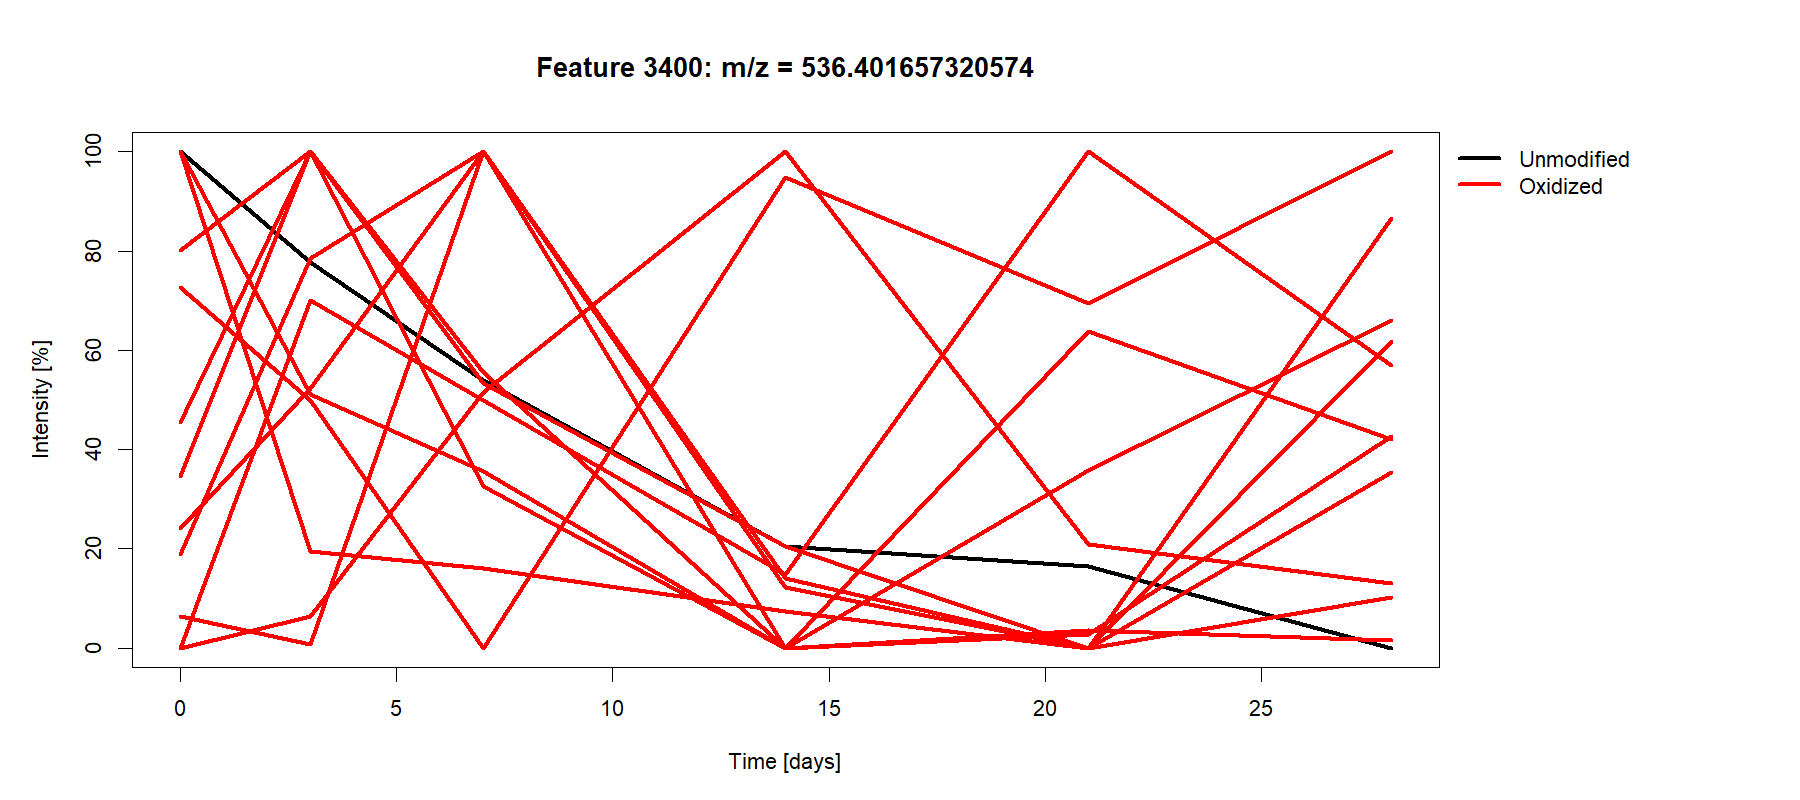 Feature 3400: m/z = 536.401657320574
Unmodified
Oxidized
Intensity [%]
100
80
60
40
20
0
0 5 10 15 20 25
Time [days]